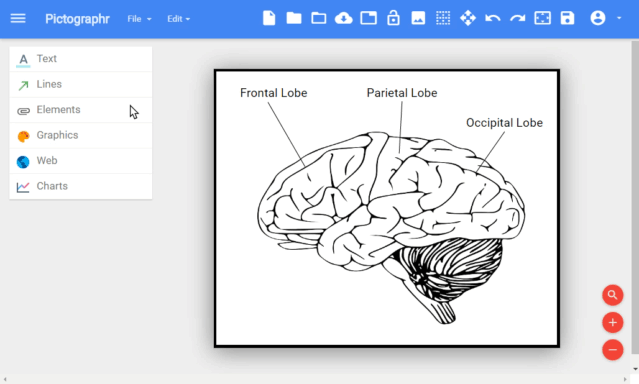 Pictographr File Edit
A Text
Lines
Elements
Graphics
Web
Charts
Frontal Lobe
Parietal Lobe
Occipital Lobe